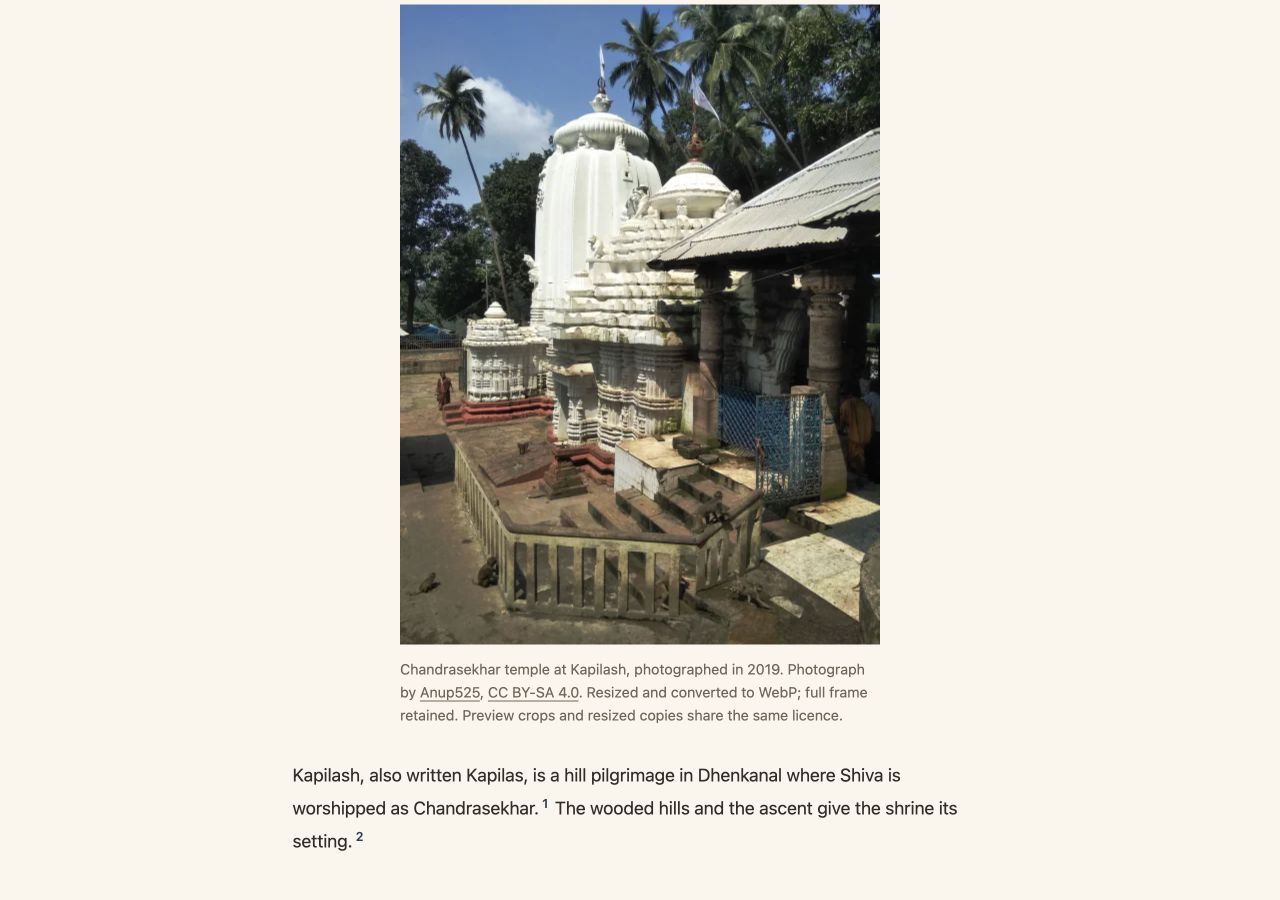 Chandrasekhar temple at Kapilash, photographed in 2019. Photograph
by Anup525, CC BY-SA 4.0. Resized and converted to WebP; full frame
retained. Preview crops and resized copies share the same licence.
Kapilash, also written Kapilas, is a hill pilgrimage in Dhenkanal where Shiva is
worshipped as Chandrasekhar. 1 The wooded hills and the ascent give the shrine its
setting. 2